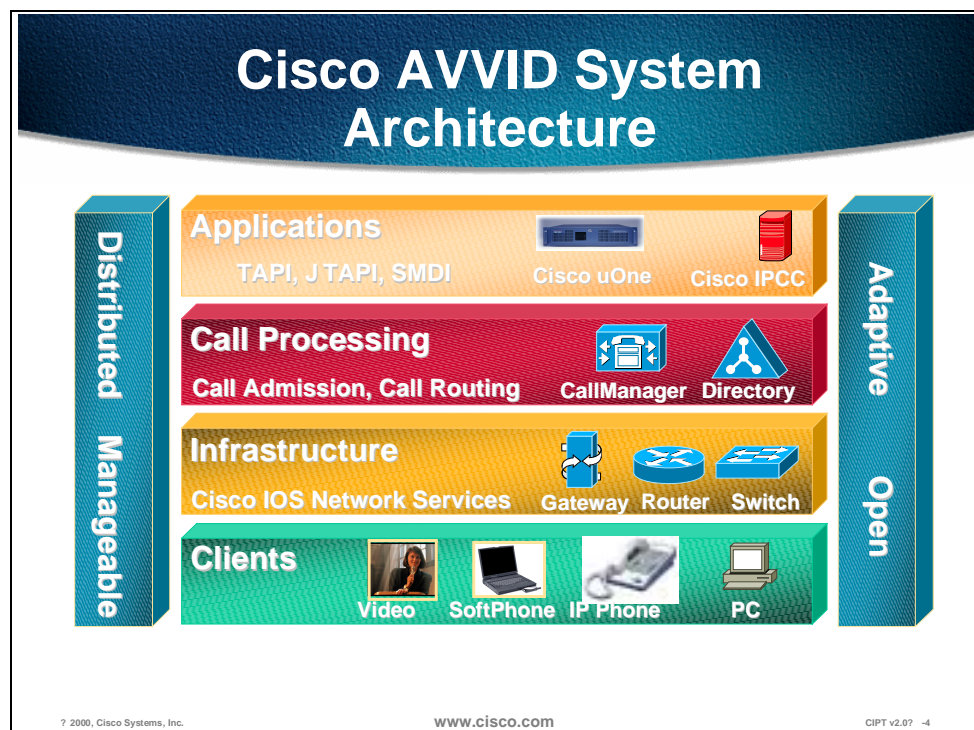 Cisco AVVID System
Architecture
Distributed Manageable
Applications
TAPI, J TAPI, SMDI
Cisco uOne
Cisco IPCC
Call Processing
Call Admission, Call Routing
CallManager
Directory
Infrastructure
Cisco IOS Network Services
Gateway
Router
Switch
Clients
Video
SoftPhone
IP Phone
PC
Adaptive Open
? 2000, Cisco Systems, Inc.
www.cisco.com
CIPT v2.0? -4